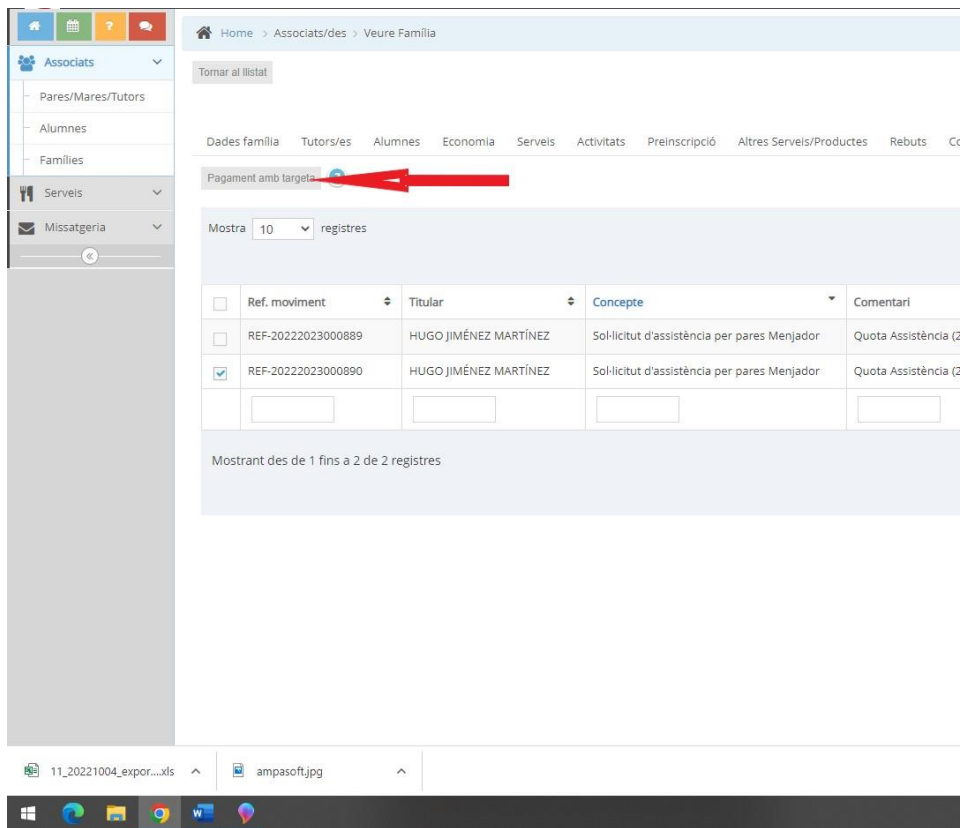 Home > Associats/des > Veure Família
Associats
Pares/Mares/Tutors
Alumnes
Famílies
Serveis
Missatgeria
Tornar al llistat
Dades família Tutors/es Alumnes Economia Serveis Activitats Preinscripció Altres Serveis/Productes Rebuts Co
Pagament amb targeta
Mostra 10 registres
Ref. moviment Titular Concepte Comentari
REF-20222023000889 HUGO JIMÉNEZ MARTÍNEZ Sol·licitut d'assistència per pares Menjador Quota Assistència (2
REF-20222023000890 HUGO JIMÉNEZ MARTÍNEZ Sol·licitut d'assistència per pares Menjador Quota Assistència (2
Mostrant des de 1 fins a 2 de 2 registres
11_20221004_expor....xls ampasoft.jpg